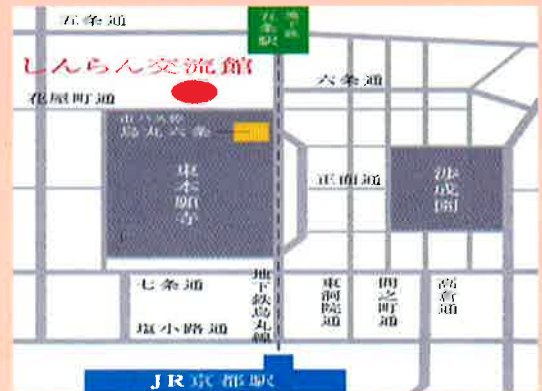 五条通
地下鉄
五条駅
しんらん交流館
六条通
花屋町通
市バス停
烏丸六条
東本願寺
正面通
渉成園
七条通
地下鉄烏丸線
東洞院通
間之町通
高倉通
塩小路通
JR京都駅